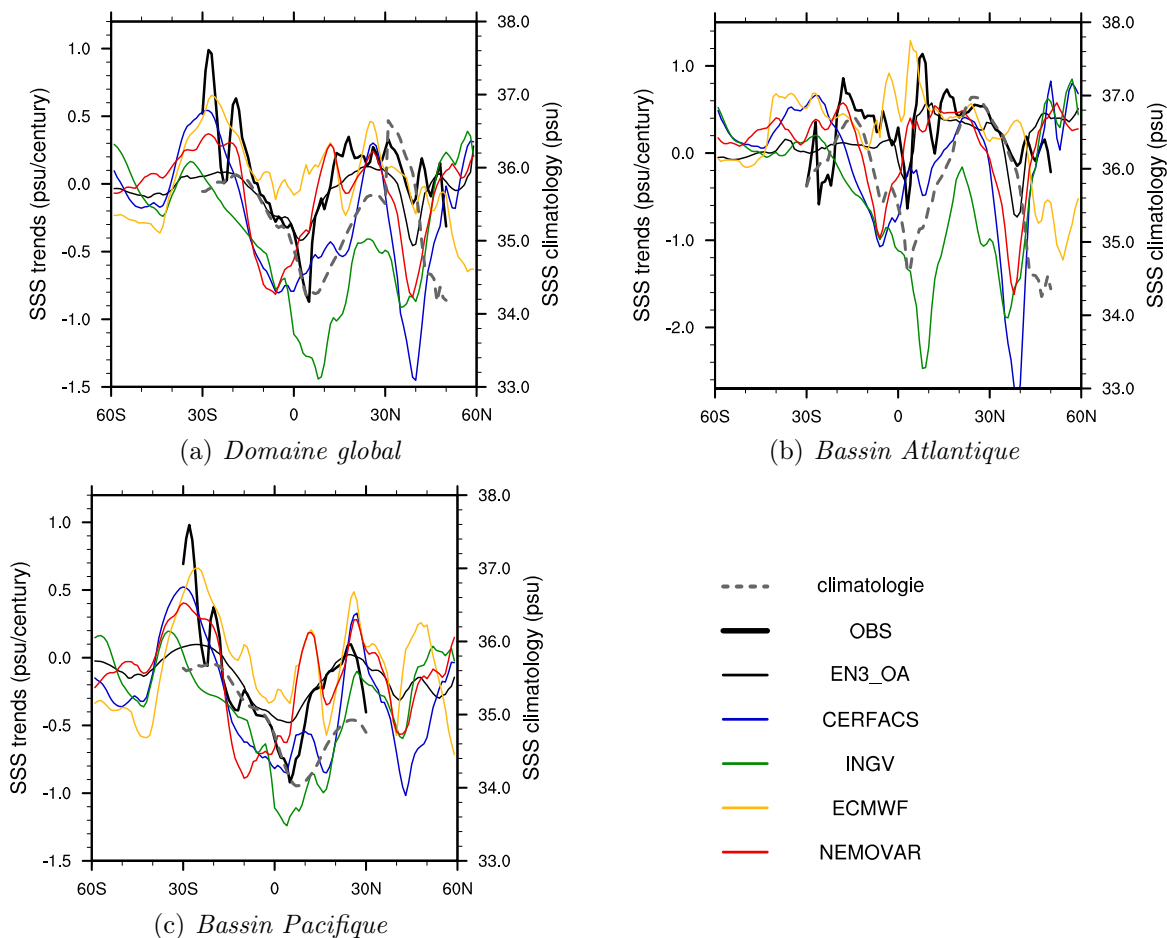 SSS trends (psu/century)
1.0
0.5
0.0
-0.5
-1.0
-1.5
60S 30S 0 30N 60N
38.0
37.0
36.0
35.0
34.0
33.0
SSS climatology (psu)
(a) Domaine global
SSS trends (psu/century)
1.0
0.0
-1.0
-2.0
60S 30S 0 30N 60N
38.0
37.0
36.0
35.0
34.0
33.0
SSS climatology (psu)
(b) Bassin Atlantique
SSS trends (psu/century)
1.0
0.5
0.0
-0.5
-1.0
-1.5
60S 30S 0 30N 60N
38.0
37.0
36.0
35.0
34.0
33.0
SSS climatology (psu)
(c) Bassin Pacifique
climatologie
OBS
EN3_OA
CERFACS
INGV
ECMWF
NEMOVAR